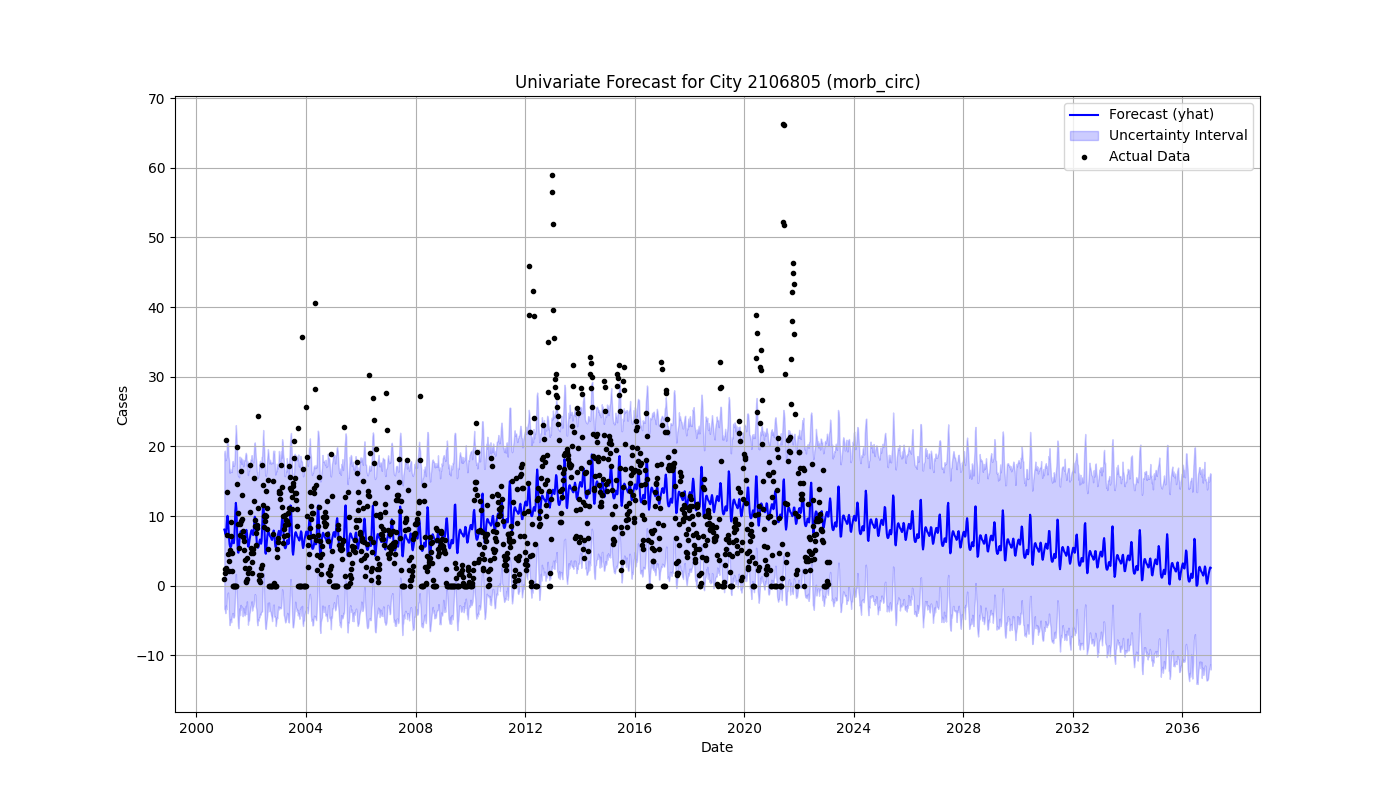 Univariate Forecast for City 2106805 (morb_circ)
Forecast (yhat)
Uncertainty Interval
Actual Data
Cases
70
60
50
40
30
20
10
0
−10
2000 2004 2008 2012 2016 2020 2024 2028 2032 2036
Date